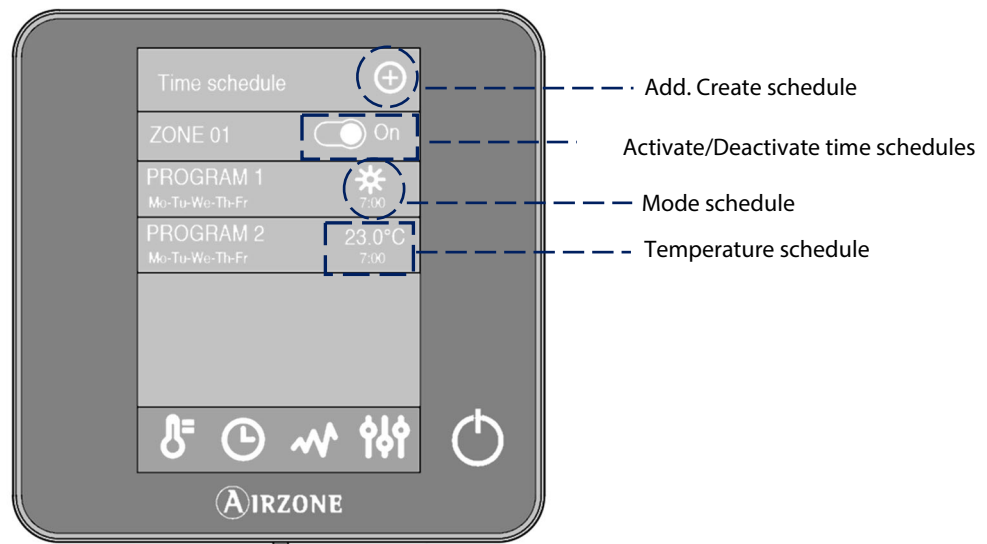 Time schedule
Add. Create schedule
ZONE 01 On
Activate/Deactivate time schedules
PROGRAM 1
Mo-Tu-We-Th-Fr 7:00
Mode schedule
PROGRAM 2 23.0°C
Mo-Tu-We-Th-Fr 7:00
Temperature schedule
AIRZONE